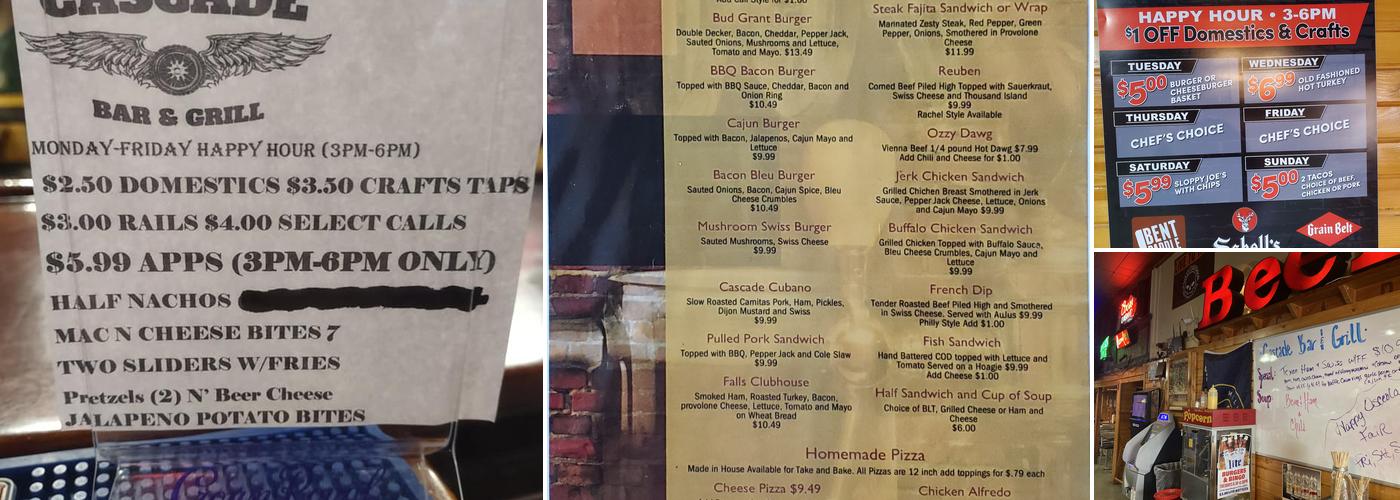 CASCADE
BAR & GRILL
MONDAY-FRIDAY HAPPY HOUR (3PM-6PM)
$2.50 DOMESTICS $3.50 CRAFTS TAPS
$3.00 RAILS $4.00 SELECT CALLS
$5.99 APPS (3PM-6PM ONLY)
HALF NACHOS
MAC N CHEESE BITES 7
TWO SLIDERS W/FRIES
Pretzels (2) N' Beer Cheese
JALAPENO POTATO BITES
Bud Grant Burger
Double Decker, Bacon, Cheddar, Pepper Jack,
Sauted Onions, Mushrooms and Lettuce,
Tomato and Mayo. $13.49
BBQ Bacon Burger
Topped with BBQ Sauce, Cheddar, Bacon and
Onion Ring
$10.49
Cajun Burger
Topped with Bacon, Jalapenos, Cajun Mayo and
Lettuce
$9.99
Bacon Bleu Burger
Sauted Onions, Bacon, Cajun Spice, Bleu
Cheese Crumbles
$10.49
Mushroom Swiss Burger
Sauted Mushrooms, Swiss Cheese
$9.99
Cascade Cubano
Slow Roasted Carnitas Pork, Ham, Pickles,
Dijon Mustard and Swiss
$9.99
Pulled Pork Sandwich
Topped with BBQ, Pepper Jack and Cole Slaw
$9.99
Falls Clubhouse
Smoked Ham, Roasted Turkey, Bacon,
provolone Cheese, Lettuce, Tomato and Mayo
on Wheat Bread
$10.49
Steak Fajita Sandwich or Wrap
Marinated Zesty Steak, Red Pepper, Green
Pepper, Onions, Smothered in Provolone
Cheese
$11.99
Reuben
Corned Beef Piled High Topped with Sauerkraut,
Swiss Cheese and Thousand Island
$9.99
Rachel Style Available
Ozzy Dawg
Vienna Beef 1/4 pound Hot Dawg $7.99
Add Chili and Cheese for $1.00
Jerk Chicken Sandwich
Grilled Chichen Breast Smothered in Jerk
Sauce, Pepper Jack Cheese, Lettuce, Onions
and Cajun Mayo $9.99
Buffalo Chicken Sandwich
Grilled Chicken Topped with Buffalo Sauce,
Bleu Cheese Crumbles, Cajun Mayo and
Lettuce
$9.99
French Dip
Tender Roasted Beef Piled High and Smothered
in Swiss Cheese. Served with Aulus $9.99
Philly Style Add $1.00
Fish Sandwich
Hand Battered COD topped with Lettuce and
Tomato Served on a Hoagie $9.99
Add Cheese $1.00
Half Sandwich and Cup of Soup
Choice of BLT, Grilled Cheese or Ham and
Cheese
$6.00
Homemade Pizza
Made in House Available for Take and Bake. All Pizzas are 12 inch add toppings for $.79 each
Cheese Pizza $9.49
Chicken Alfredo
HAPPY HOUR • 3-6PM
$1 OFF Domestics & Crafts
TUESDAY
$5.00 BURGER OR
CHEESEBURGER
BASKET
WEDNESDAY
$6.99 OLD FASHIONED
HOT TURKEY
THURSDAY
CHEF'S CHOICE
FRIDAY
CHEF'S CHOICE
SATURDAY
$5.99 SLOPPY JOE'S
WITH CHIPS
SUNDAY
$5.00 2 TACOS
CHOICE OF BEEF,
CHICKEN OR PORK
BENT
PADDLE
Schell's
Grain Belt
Beer
Cascade Bar & Grill
Special:
Soup
Bean & Ham
Chili
Happy
Fair
Popcorn
Lite
BURGERS
& BINGO